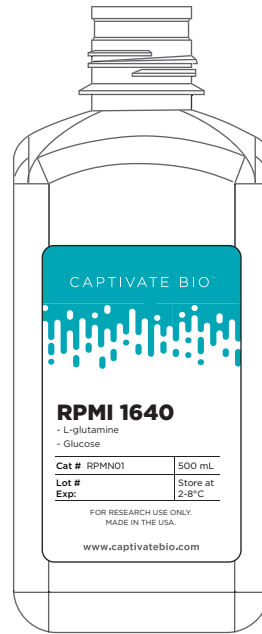 CAPTIVATE BIO™
RPMI 1640
- L-glutamine
- Glucose
Cat # RPMN01 500 mL
Lot # Store at
Exp: 2-8°C
FOR RESEARCH USE ONLY.
MADE IN THE USA.
www.captivatebio.com